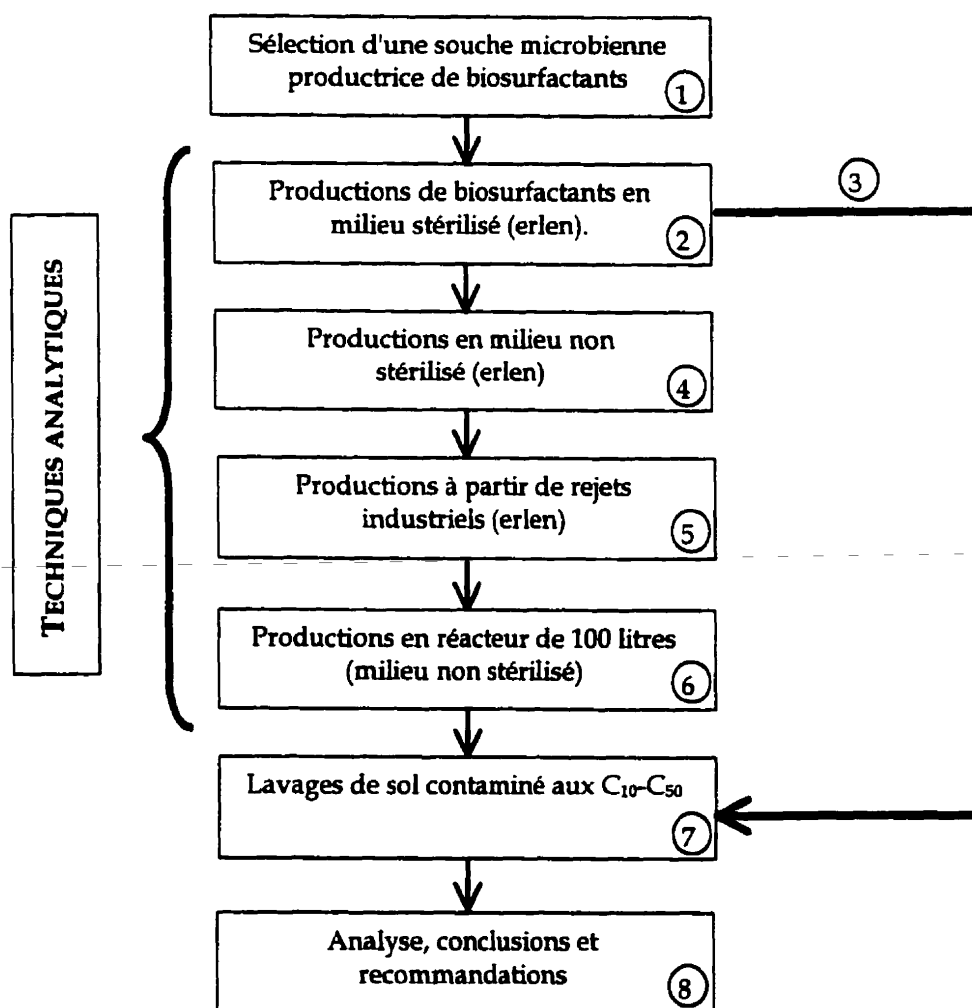 Sélection d'une souche microbienne
productrice de biosurfactants
1
Productions de biosurfactants en
milieu stérilisé (erlen).
2
3
Productions en milieu non
stérilisé (erlen)
4
Productions à partir de rejets
industriels (erlen)
5
Productions en réacteur de 100 litres
(milieu non stérilisé)
6
TECHNIQUES ANALYTIQUES
Lavages de sol contaminé aux C₁₀-C₅₀
7
Analyse, conclusions et
recommandations
8